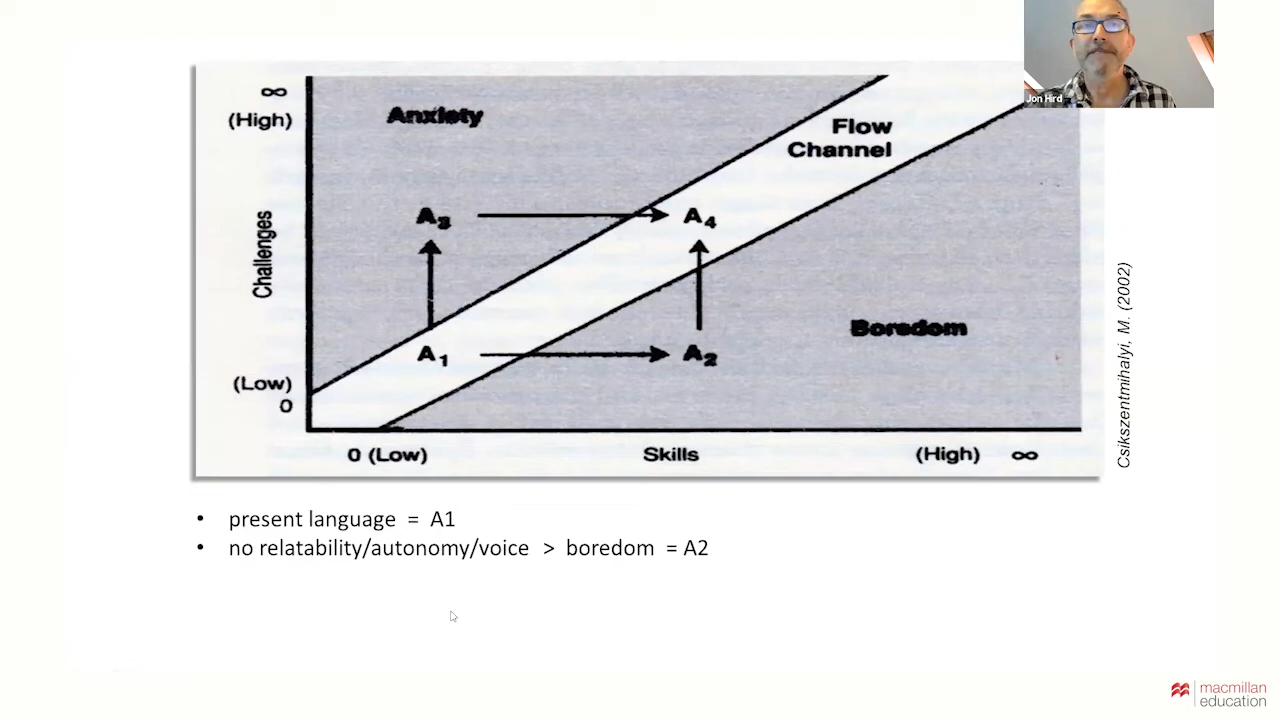 ∞
(High)
Anxiety
Flow
Channel
Jon Hird
A3
A4
Challenges
Boredom
A1
A2
(Low)
0
0 (Low)
Skills
(High) ∞
Csikszentmihalyi, M. (2002)
• present language = A1
• no relatability/autonomy/voice > boredom = A2
macmillan
education